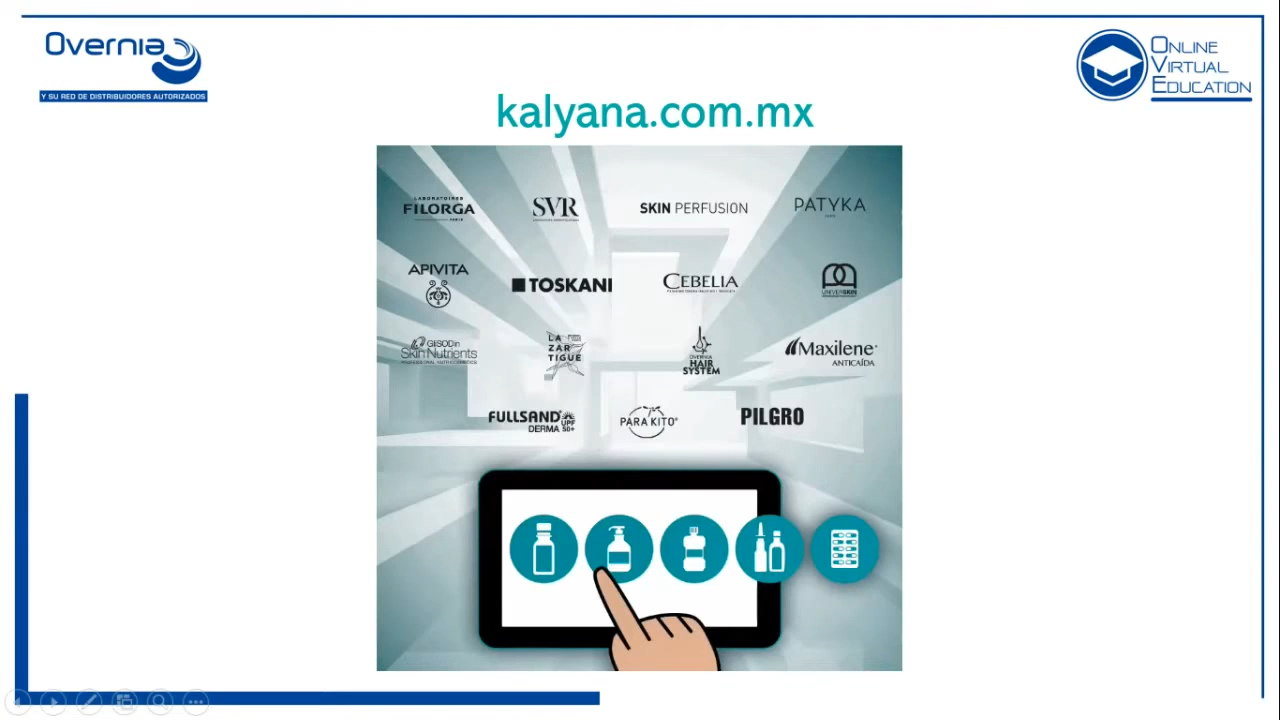 Overnia
Y SU RED DE DISTRIBUIDORES AUTORIZADOS
ONLINE
VIRTUAL
EDUCATION
kalyana.com.mx
LABORATOIRES
FILORGA
PARIS
SVR
SKIN PERFUSION
PATYKA
APIVITA
TOSKANI
CEBELIA
UNIVERSKIN
GliSODin
Skin Nutrients
LA
ZAR
TIGUE
OVERNIA
HAIR
SYSTEM
Maxilene
ANTICAÍDA
FULLSAND
DERMA
UPF
50+
PARA KITO®
PILGRO